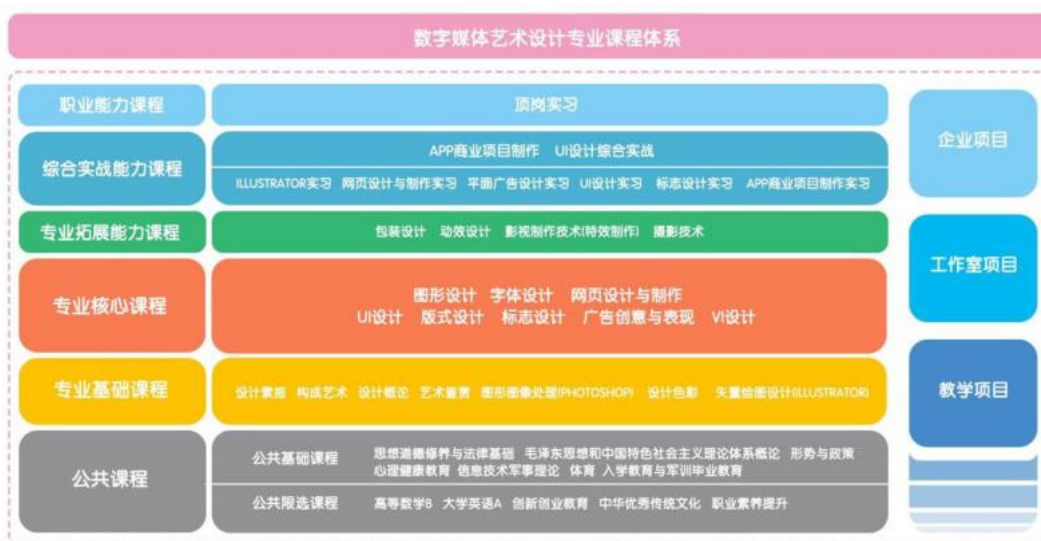 数字媒体艺术设计专业课程体系
职业能力课程
顶岗实习
综合实战能力课程
APP商业项目制作 UI设计综合实战
ILLUSTRATOR实习 网页设计与制作实习 平面广告设计实习 UI设计实习 标志设计实习 APP商业项目制作实习
专业拓展能力课程
包装设计 动效设计 影视制作技术(特效制作) 摄影技术
专业核心课程
图形设计 字体设计 网页设计与制作
UI设计 版式设计 标志设计 广告创意与表现 VI设计
专业基础课程
设计素描 构成艺术 设计概论 艺术鉴赏 图形图像处理(PHOTOSHOP) 设计色彩 矢量绘图设计(ILLUSTRATOR)
公共课程
公共基础课程
思想道德修养与法律基础 毛泽东思想和中国特色社会主义理论体系概论 形势与政策
心理健康教育 信息技术军事理论 体育 入学教育与军训毕业教育
公共限选课程
高等数学B 大学英语A 创新创业教育 中华优秀传统文化 职业素养提升
企业项目
工作室项目
教学项目